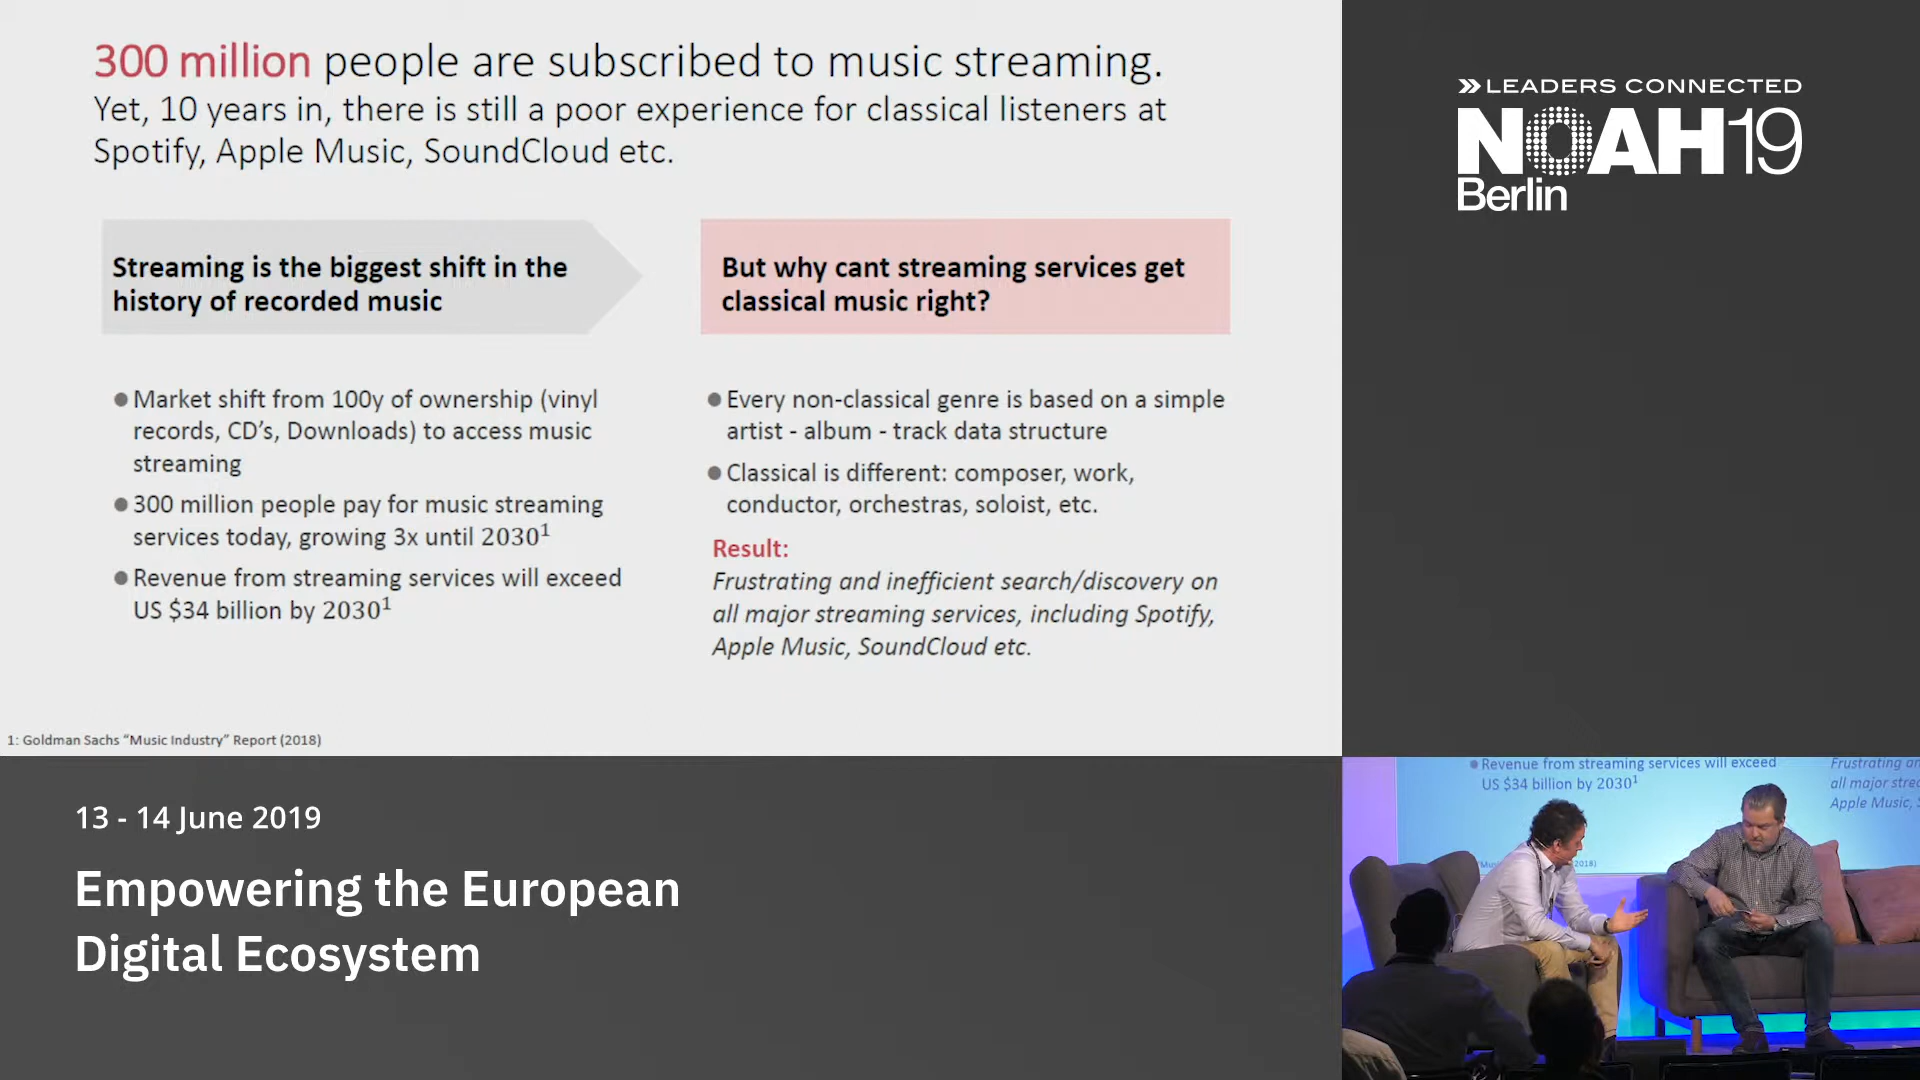 300 million people are subscribed to music streaming.
Yet, 10 years in, there is still a poor experience for classical listeners at
Spotify, Apple Music, SoundCloud etc.
Streaming is the biggest shift in the
history of recorded music
Market shift from 100y of ownership (vinyl
records, CD’s, Downloads) to access music
streaming
300 million people pay for music streaming
services today, growing 3x until 2030¹
Revenue from streaming services will exceed
US $34 billion by 2030¹
But why cant streaming services get
classical music right?
Every non-classical genre is based on a simple
artist - album - track data structure
Classical is different: composer, work,
conductor, orchestras, soloist, etc.
Result:
Frustrating and inefficient search/discovery on
all major streaming services, including Spotify,
Apple Music, SoundCloud etc.
1: Goldman Sachs “Music Industry” Report (2018)
LEADERS CONNECTED
NOAH19
Berlin
13 - 14 June 2019
Empowering the European
Digital Ecosystem
Revenue from streaming services will exceed
US $34 billion by 2030¹
Frustrating an
all major strea
Apple Music, S
2018)